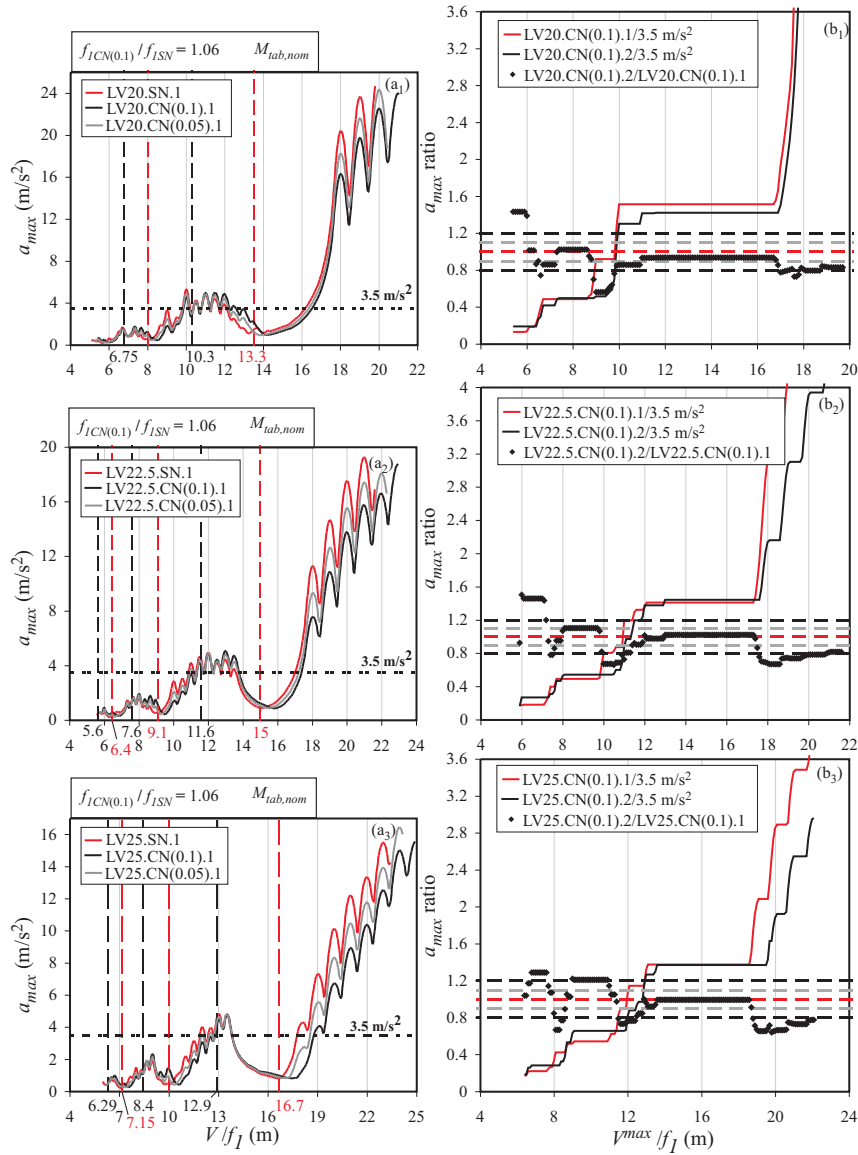 f1CN(0.1) / f1SN = 1.06 Mtab,nom
(a1)
LV20.SN.1
LV20.CN(0.1).1
LV20.CN(0.05).1
amax (m/s²)
24
20
16
12
8
4
0
3.5 m/s²
6.75 10.3 13.3
4 6 8 10 12 14 16 18 20 22
(b1)
LV20.CN(0.1).1/3.5 m/s²
LV20.CN(0.1).2/3.5 m/s²
LV20.CN(0.1).2/LV20.CN(0.1).1
amax ratio
3.6
3.2
2.8
2.4
2
1.6
1.2
0.8
0.4
0
4 6 8 10 12 14 16 18 20
f1CN(0.1) / f1SN = 1.06 Mtab,nom
(a2)
LV22.5.SN.1
LV22.5.CN(0.1).1
LV22.5.CN(0.05).1
amax (m/s²)
20
16
12
8
4
0
3.5 m/s²
5.6 7.6 9.1 11.6 15
6.4
4 6 8 10 12 14 16 18 20 22 24
(b2)
LV22.5.CN(0.1).1/3.5 m/s²
LV22.5.CN(0.1).2/3.5 m/s²
LV22.5.CN(0.1).2/LV22.5.CN(0.1).1
amax ratio
4
3.6
3.2
2.8
2.4
2
1.6
1.2
0.8
0.4
0
4 6 8 10 12 14 16 18 20 22
f1CN(0.1) / f1SN = 1.06 Mtab,nom
(a3)
LV25.SN.1
LV25.CN(0.1).1
LV25.CN(0.05).1
amax (m/s²)
16
14
12
10
8
6
4
2
0
3.5 m/s²
6.29 8.4 12.9 16.7
7.15
4 7 10 13 16 19 22 25
V/f1 (m)
(b3)
LV25.CN(0.1).1/3.5 m/s²
LV25.CN(0.1).2/3.5 m/s²
LV25.CN(0.1).2/LV25.CN(0.1).1
amax ratio
3.6
3.2
2.8
2.4
2
1.6
1.2
0.8
0.4
0
4 8 12 16 20 24
Vmax/f1 (m)